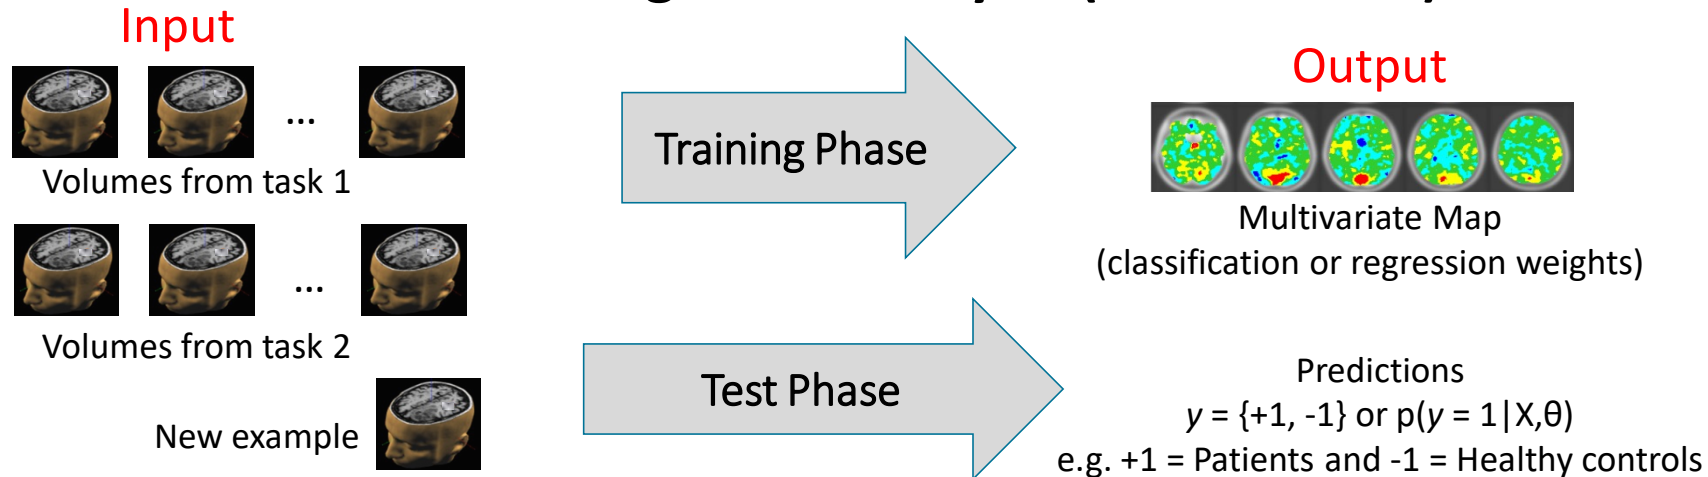 Input
...
Volumes from task 1
...
Volumes from task 2
New example
Training Phase
Test Phase
Output
Multivariate Map
(classification or regression weights)
Predictions
y = {+1, -1} or p(y = 1|X,θ)
e.g. +1 = Patients and -1 = Healthy controls